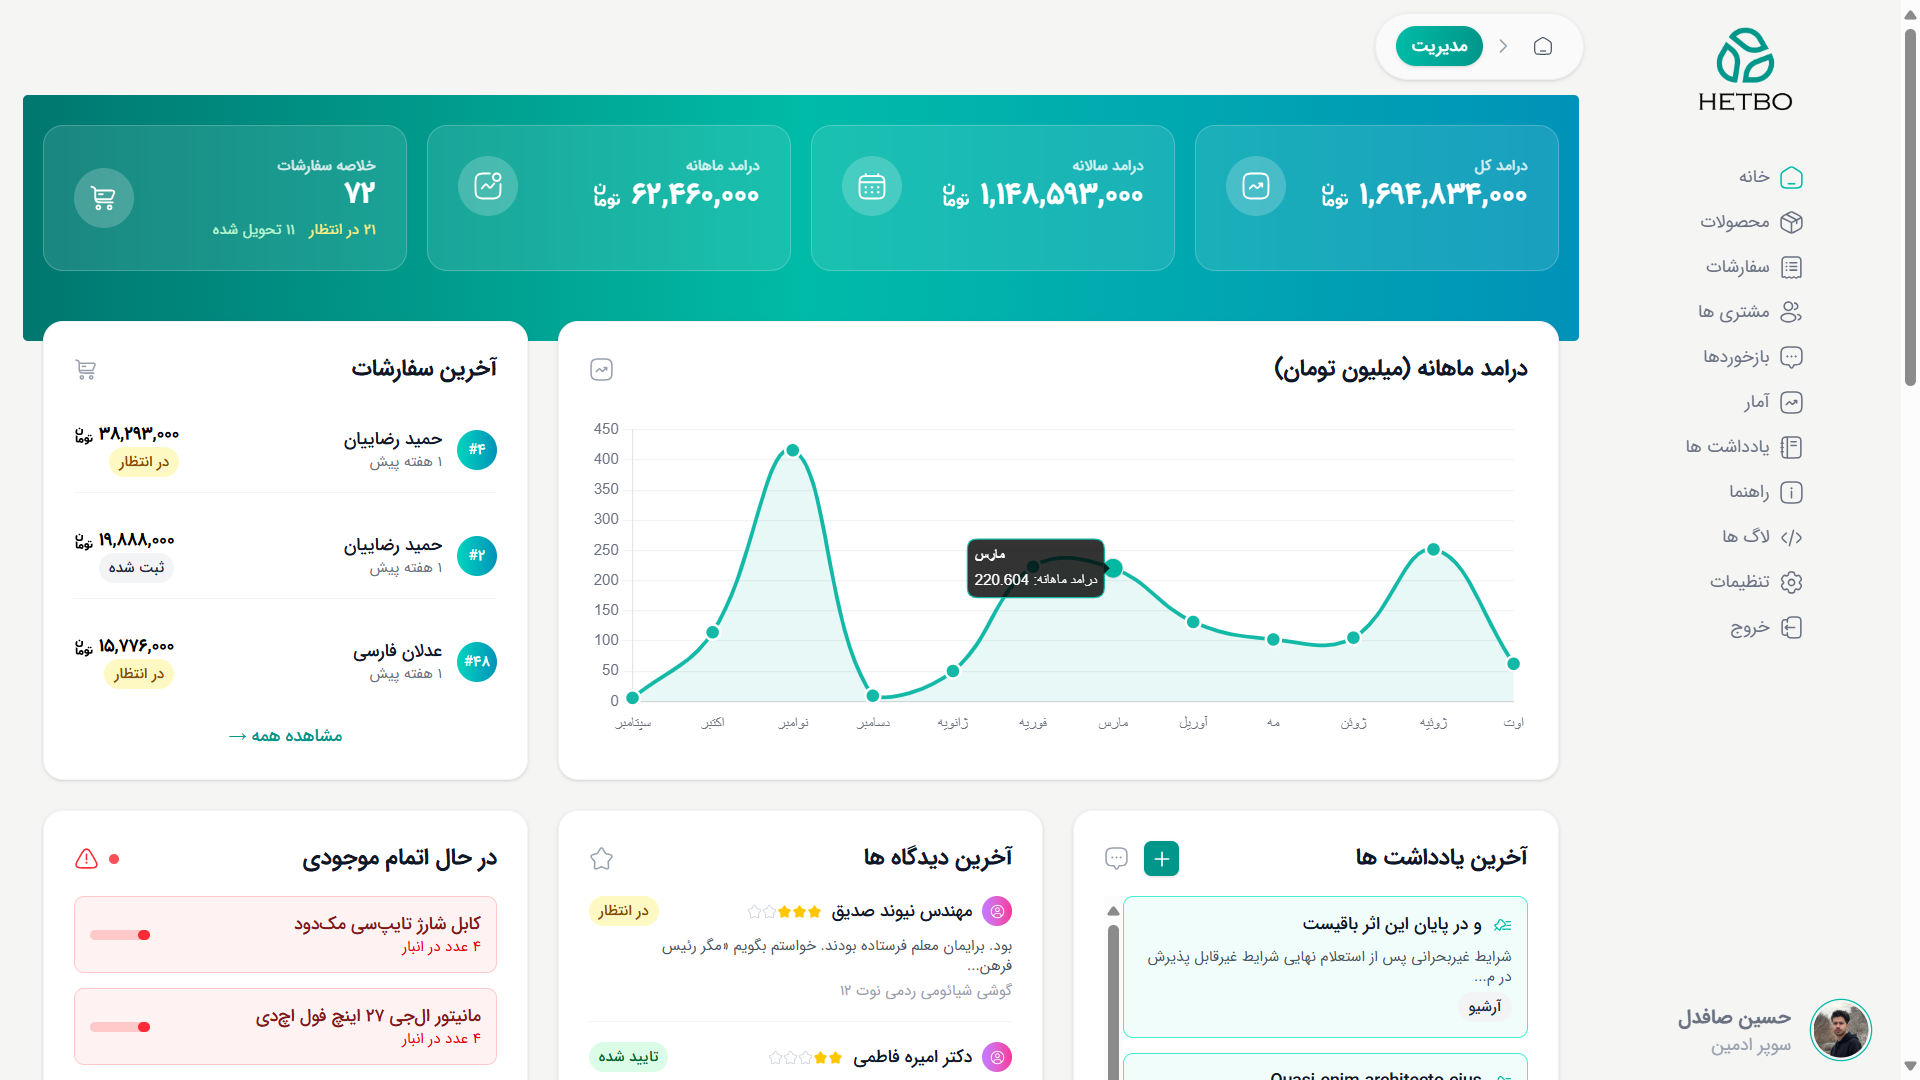 HETBO
خانه
محصولات
سفارشات
مشتری ها
بازخوردها
آمار
یادداشت ها
راهنما
لاگ ها
تنظیمات
خروج
حسین صافدل
سوپر ادمین
مدیریت
درامد کل
۱,۶۹۴,۸۳۴,۰۰۰ تومان
درامد سالانه
۱,۱۴۸,۵۹۳,۰۰۰ تومان
درامد ماهانه
۶۲,۴۶۰,۰۰۰ تومان
خلاصه سفارشات
۷۲
۲۱ در انتظار ۱۱ تحویل شده
درامد ماهانه (میلیون تومان)
450
400
350
300
250
200
150
100
50
0
مارس
درامد ماهانه: 220.604
سپتامبر
اکتبر
نوامبر
دسامبر
ژانویه
فوریه
مارس
آوریل
مه
ژوئن
ژوئیه
اوت
آخرین سفارشات
#۴
حمید رضاییان
۱ هفته پیش
۳۸,۲۹۳,۰۰۰ تومان
در انتظار
#۲
حمید رضاییان
۱ هفته پیش
۱۹,۸۸۸,۰۰۰ تومان
ثبت شده
#۴۸
عدلان فارسی
۱ هفته پیش
۱۵,۷۷۶,۰۰۰ تومان
در انتظار
مشاهده همه →
آخرین یادداشت ها
و در پایان این اثر باقیست
شرایط غیربحرانی پس از استعلام نهایی شرایط غیرقابل پذیرش
در م...
آرشیو
Quasi enim architecto eius
آخرین دیدگاه ها
مهندس نیوند صدیق
در انتظار
بود. برایمان معلم فرستاده بودند. خواستم بگویم «مگر رئیس
فرهن...
گوشی شیائومی ردمی نوت ۱۲
دکتر امیره فاطمی
تایید شده
در حال اتمام موجودی
کابل شارژ تایپ‌سی مک‌دود
۴ عدد در انبار
مانیتور ال‌جی ۲۷ اینچ فول اچ‌دی
۴ عدد در انبار